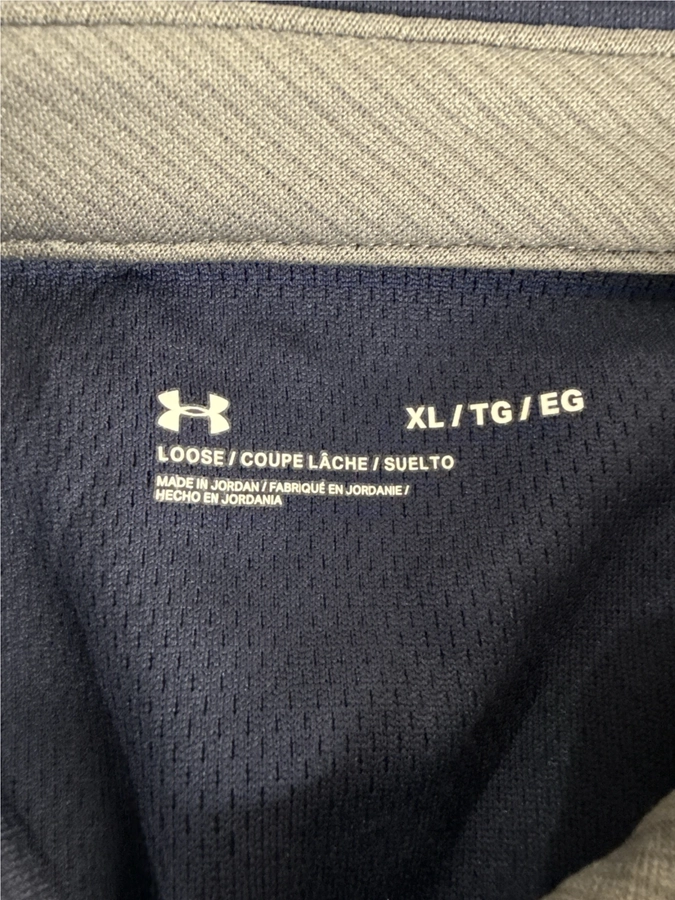 XL / TG / EG
LOOSE / COUPE LÂCHE / SUELTO
MADE IN JORDAN / FABRIQUÉ EN JORDANIE /
HECHO EN JORDANIA